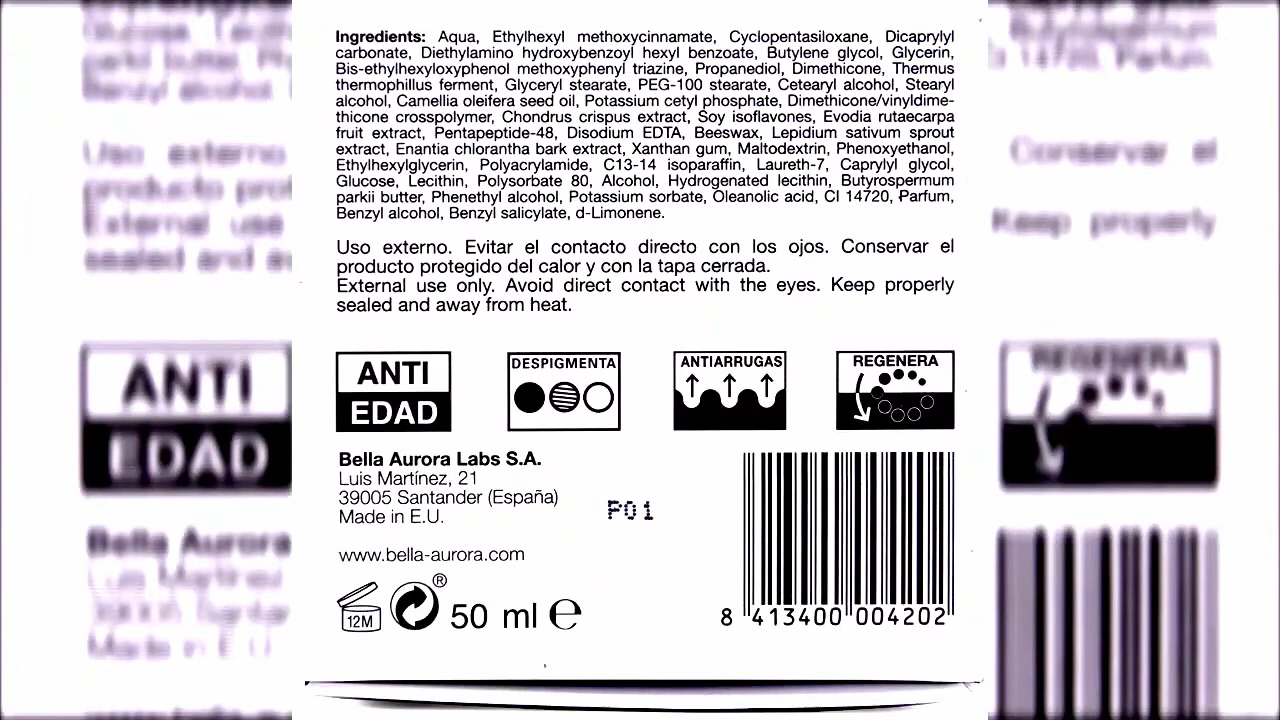 Ingredients: Aqua, Ethylhexyl methoxycinnamate, Cyclopentasiloxane, Dicaprylyl
carbonate, Diethylamino hydroxybenzoyl hexyl benzoate, Butylene glycol, Glycerin,
Bis-ethylhexyloxyphenol methoxyphenyl triazine, Propanediol, Dimethicone, Thermus
thermophillus ferment, Glyceryl stearate, PEG-100 stearate, Cetearyl alcohol, Stearyl
alcohol, Camellia oleifera seed oil, Potassium cetyl phosphate, Dimethicone/vinyldime-
thicone crosspolymer, Chondrus crispus extract, Soy isoflavones, Evodia rutaecarpa
fruit extract, Pentapeptide-48, Disodium EDTA, Beeswax, Lepidium sativum sprout
extract, Enantia chlorantha bark extract, Xanthan gum, Maltodextrin, Phenoxyethanol,
Ethylhexylglycerin, Polyacrylamide, C13-14 isoparaffin, Laureth-7, Caprylyl glycol,
Glucose, Lecithin, Polysorbate 80, Alcohol, Hydrogenated lecithin, Butyrospermum
parkii butter, Phenethyl alcohol, Potassium sorbate, Oleanolic acid, CI 14720, Parfum,
Benzyl alcohol, Benzyl salicylate, d-Limonene.
Uso externo. Evitar el contacto directo con los ojos. Conservar el
producto protegido del calor y con la tapa cerrada.
External use only. Avoid direct contact with the eyes. Keep properly
sealed and away from heat.
ANTI
EDAD
DESPIGMENTA
ANTIARRUGAS
REGENERA
Bella Aurora Labs S.A.
Luis Martínez, 21
39005 Santander (España)
Made in E.U.
P01
www.bella-aurora.com
12M
®
50 ml e
8 413400 004202